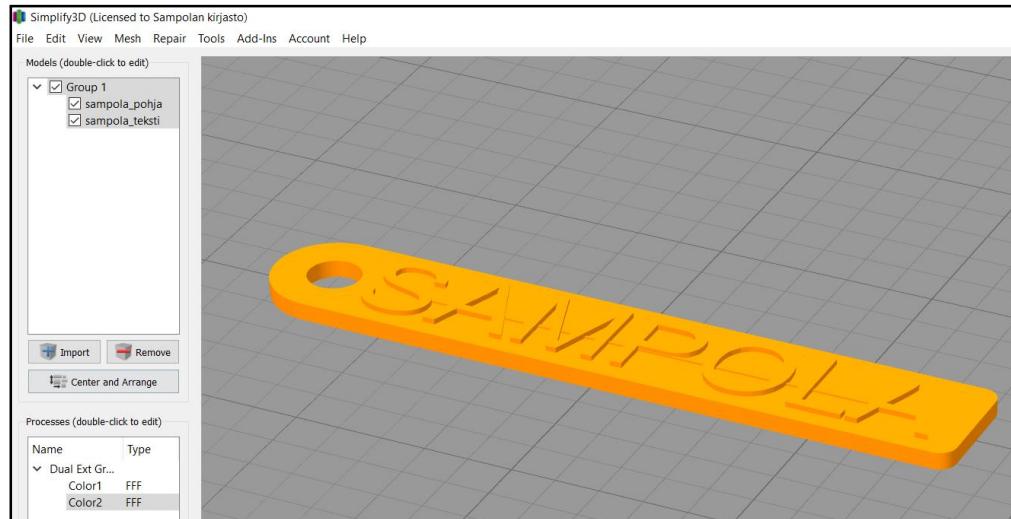 Simplify3D (Licensed to Sampolan kirjasto)
File Edit View Mesh Repair Tools Add-Ins Account Help
Models (double-click to edit)
Group 1
sampola_pohja
sampola_teksti
Import Remove
Center and Arrange
Processes (double-click to edit)
Name Type
Dual Ext Gr...
Color1 FFF
Color2 FFF
SAMPOLA